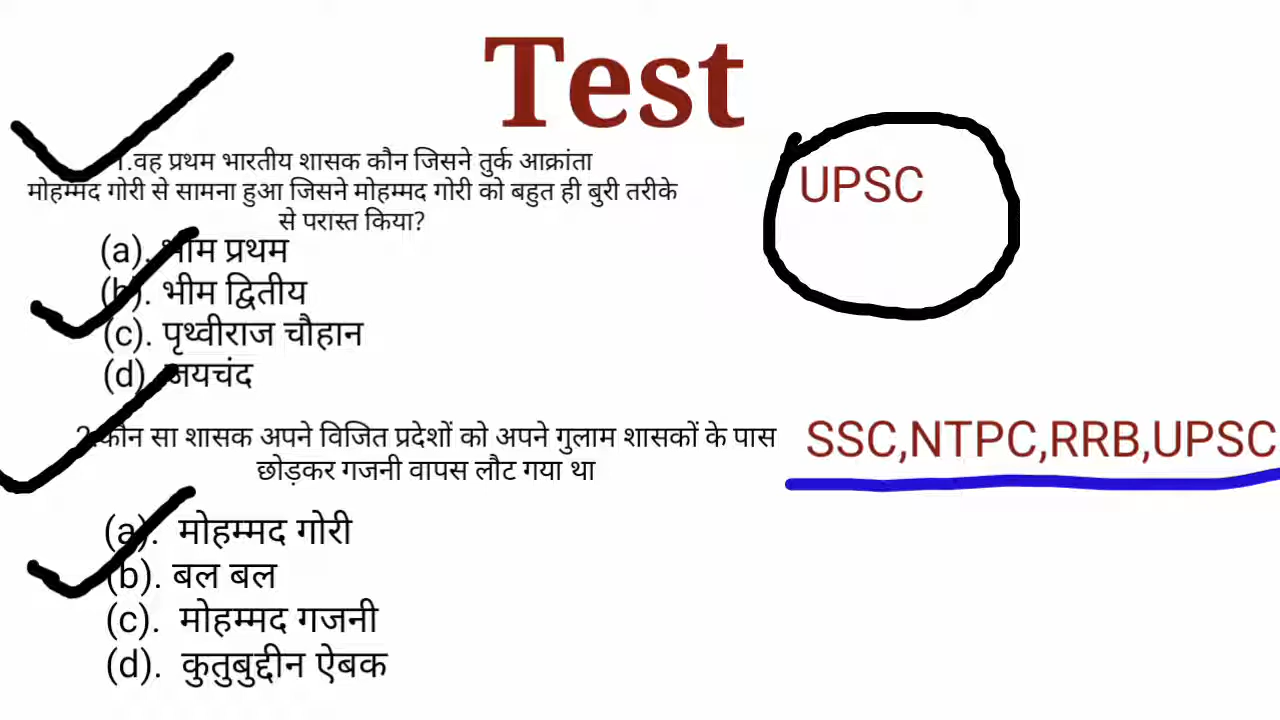 Test
1.वह प्रथम भारतीय शासक कौन जिसने तुर्क आक्रांता
मोहम्मद गोरी से सामना हुआ जिसने मोहम्मद गोरी को बहुत ही बुरी तरीके
से परास्त किया?
UPSC
(a). भीम प्रथम
(b). भीम द्वितीय
(c). पृथ्वीराज चौहान
(d). जयचंद
2.कौन सा शासक अपने विजित प्रदेशों को अपने गुलाम शासकों के पास
छोड़कर गजनी वापस लौट गया था
SSC,NTPC,RRB,UPSC
(a). मोहम्मद गोरी
(b). बल बल
(c). मोहम्मद गजनी
(d). कुतुबुद्दीन ऐबक